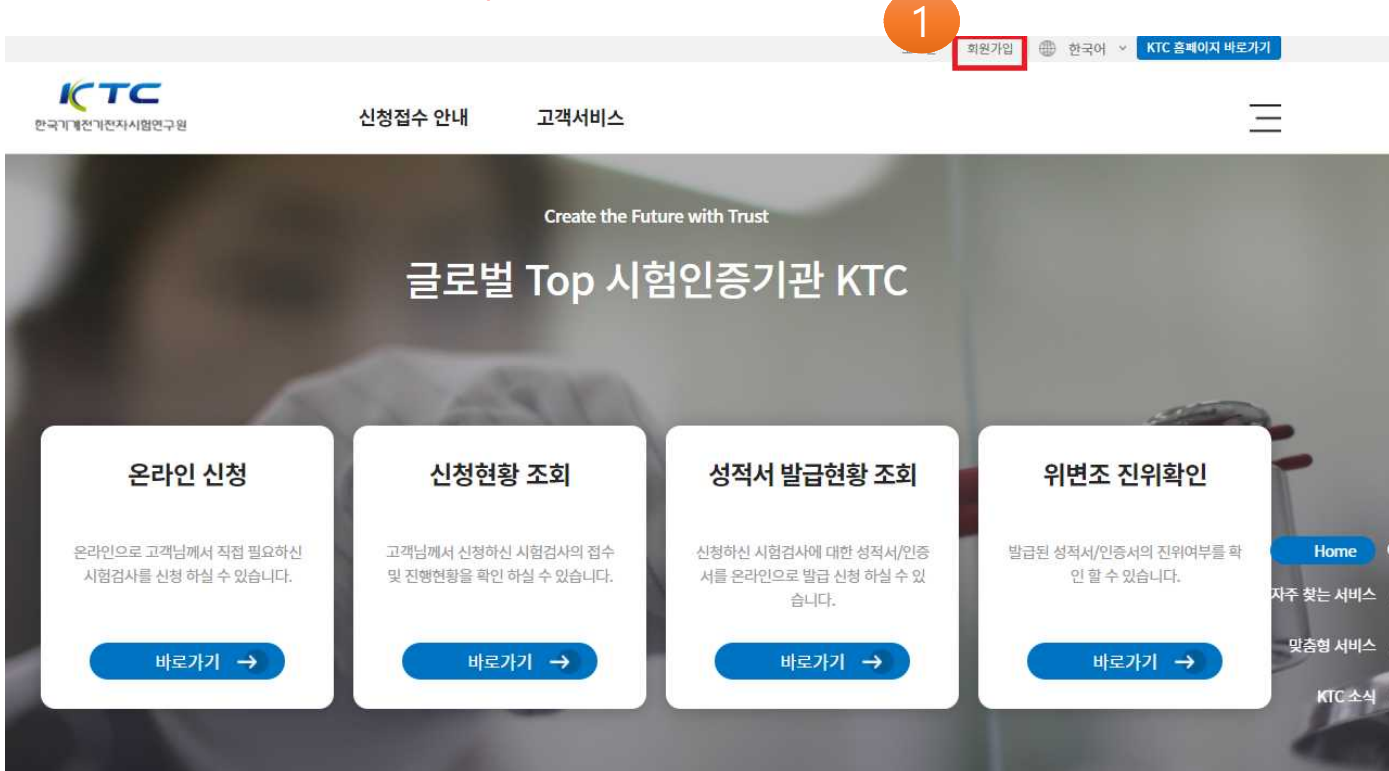 1
회원가입
한국어
KTC 홈페이지 바로가기
KTC
한국기계전기전자시험연구원
신청접수 안내
고객서비스
Create the Future with Trust
글로벌 Top 시험인증기관 KTC
온라인 신청
온라인으로 고객님께서 직접 필요하신
시험검사를 신청 하실 수 있습니다.
바로가기
신청현황 조회
고객님께서 신청하신 시험검사의 접수
및 진행현황을 확인 하실 수 있습니다.
바로가기
성적서 발급현황 조회
신청하신 시험검사에 대한 성적서/인증
서를 온라인으로 발급 신청 하실 수 있
습니다.
바로가기
위변조 진위확인
발급된 성적서/인증서의 진위여부를 확
인 할 수 있습니다.
바로가기
Home
자주 찾는 서비스
맞춤형 서비스
KTC 소식